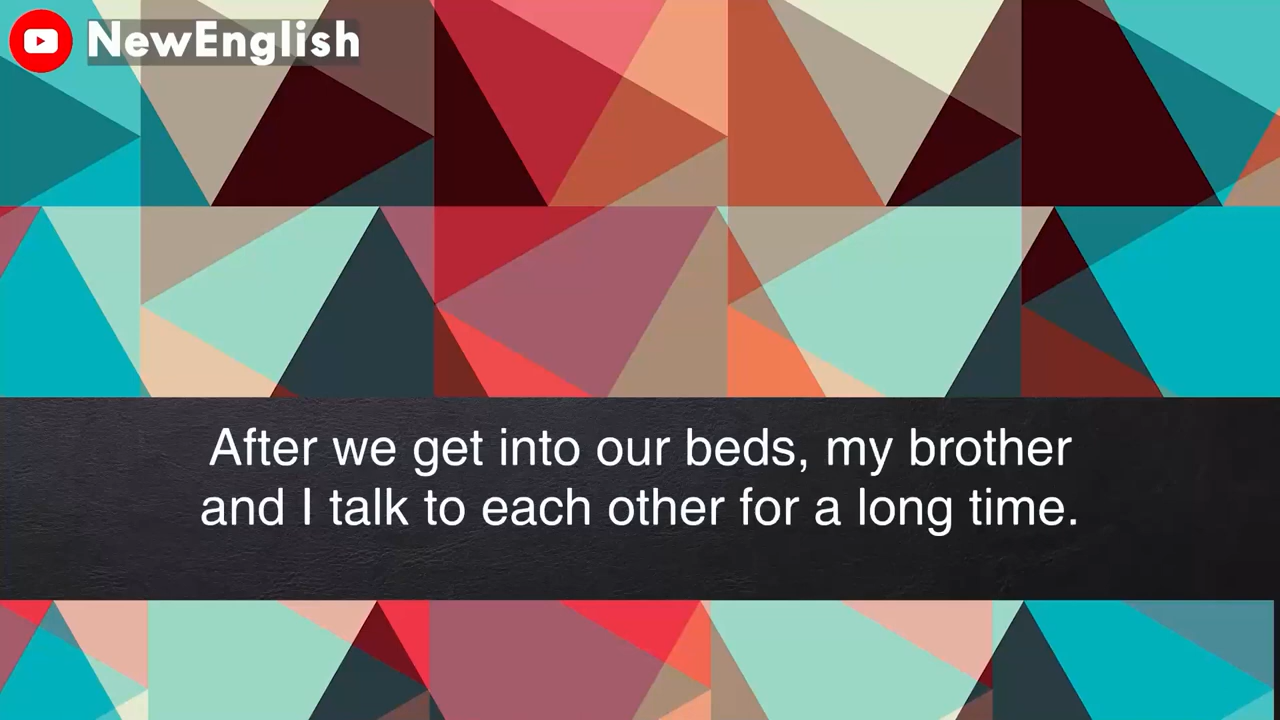 NewEnglish
After we get into our beds, my brother
and I talk to each other for a long time.